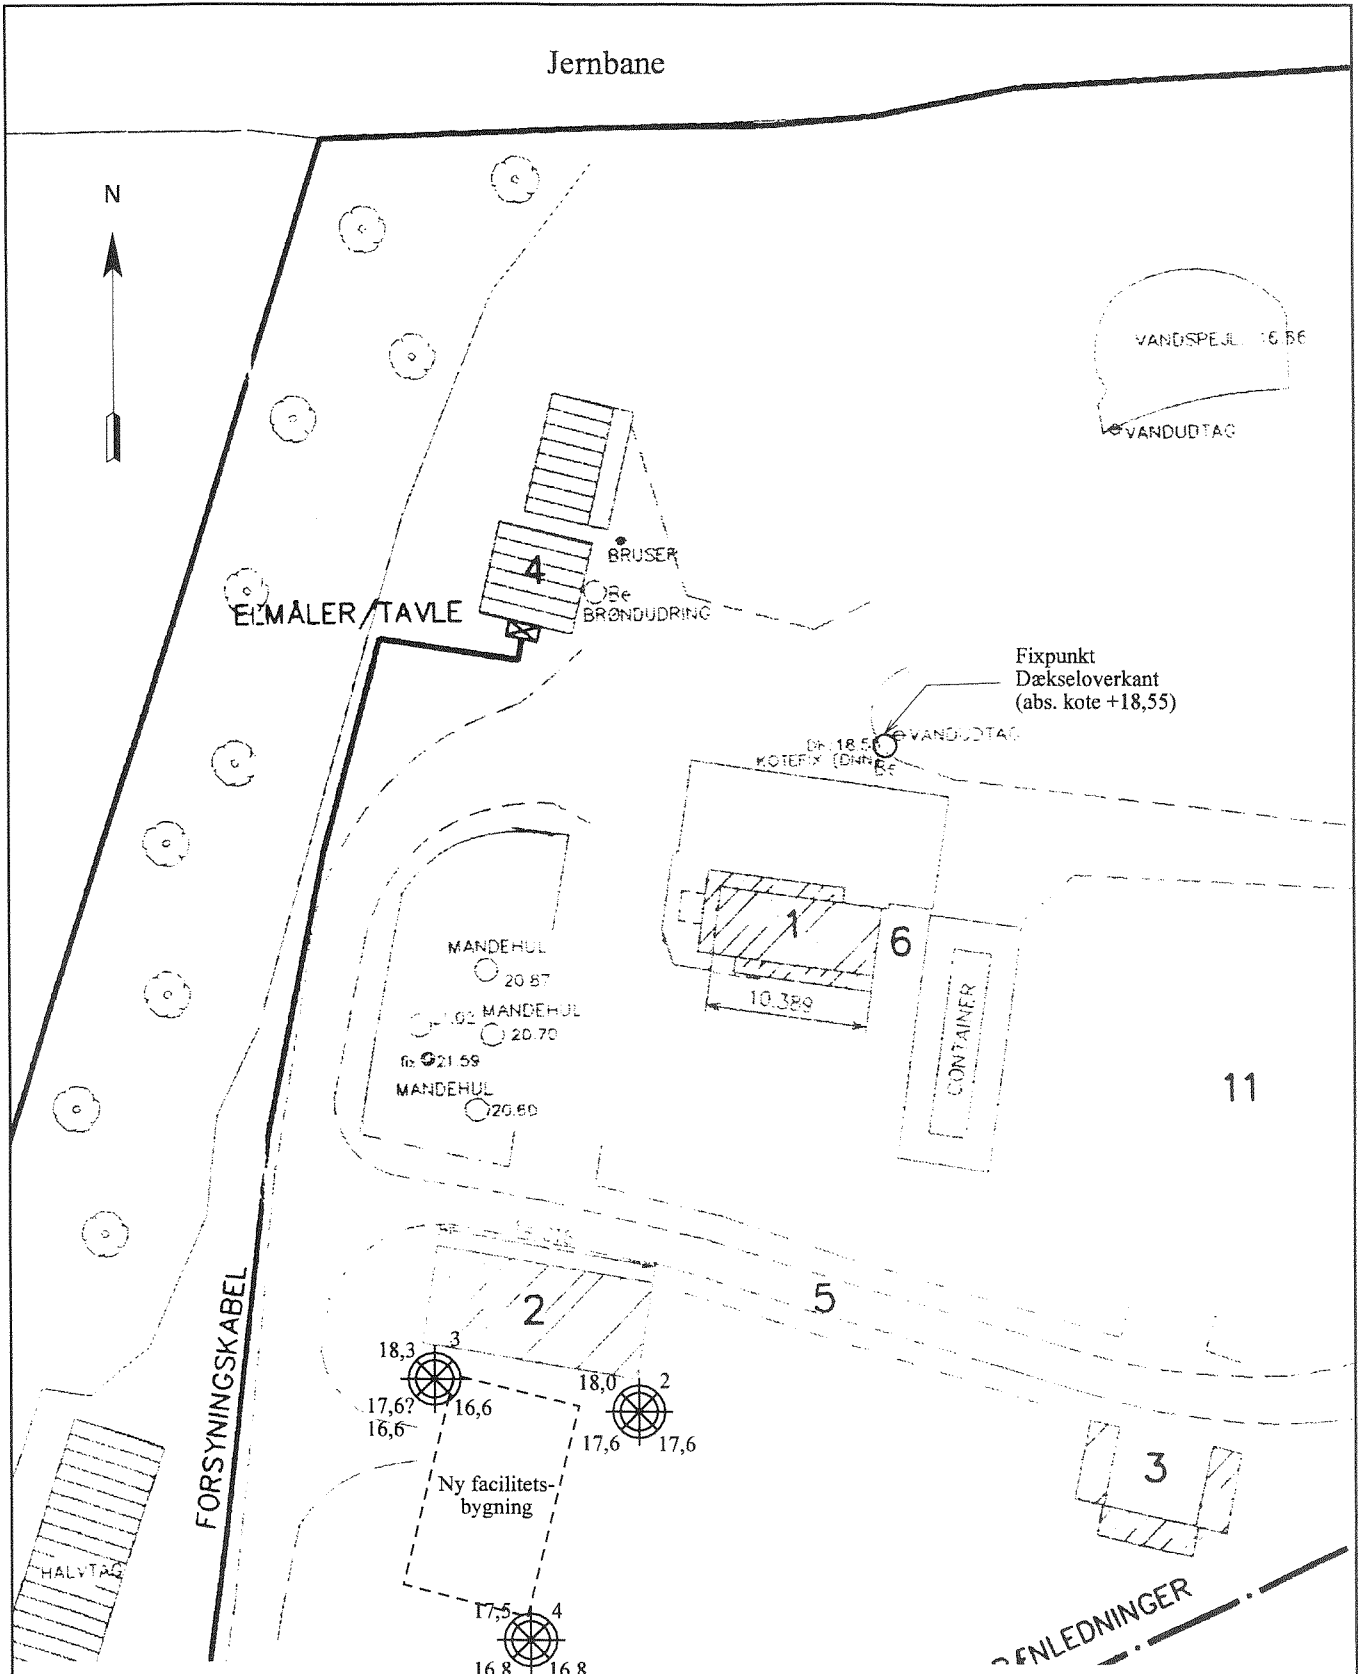 Jernbane
N
VANDSPEJL
VANDUDTAG
BRUSER
4
Be
BRØNDUDRING
ELMÅLER/TAVLE
Fixpunkt
Dækseloverkant
(abs. kote +18,55)
VANDUDTAG
KOTEFIX (DNN)
1
6
MANDEHUL
20.87
10.389
CONTAINER
MANDEHUL
20.70
21.59
MANDEHUL
20.60
11
2
5
3
18,3
18,0
2
17,6?
16,6
16,6
17,6
17,6
3
Ny facilitets-
bygning
FORSYNINGSKABEL
HALVTAG
17,5
4
16,8
16,8